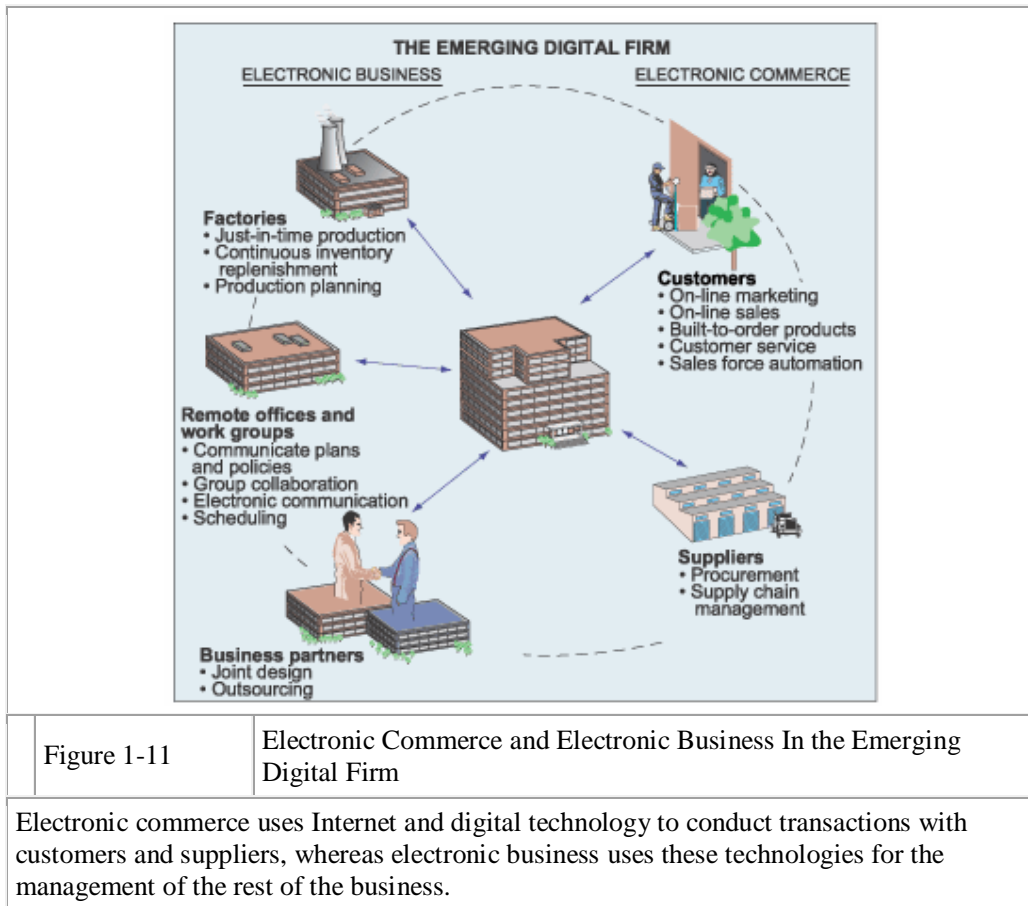 THE EMERGING DIGITAL FIRM
ELECTRONIC BUSINESS
ELECTRONIC COMMERCE
Factories
• Just-in-time production
• Continuous inventory
replenishment
• Production planning
Customers
• On-line marketing
• On-line sales
• Built-to-order products
• Customer service
• Sales force automation
Remote offices and
work groups
• Communicate plans
and policies
• Group collaboration
• Electronic communication
• Scheduling
Suppliers
• Procurement
• Supply chain
management
Business partners
• Joint design
• Outsourcing
Figure 1-11
Electronic Commerce and Electronic Business In the Emerging
Digital Firm
Electronic commerce uses Internet and digital technology to conduct transactions with
customers and suppliers, whereas electronic business uses these technologies for the
management of the rest of the business.